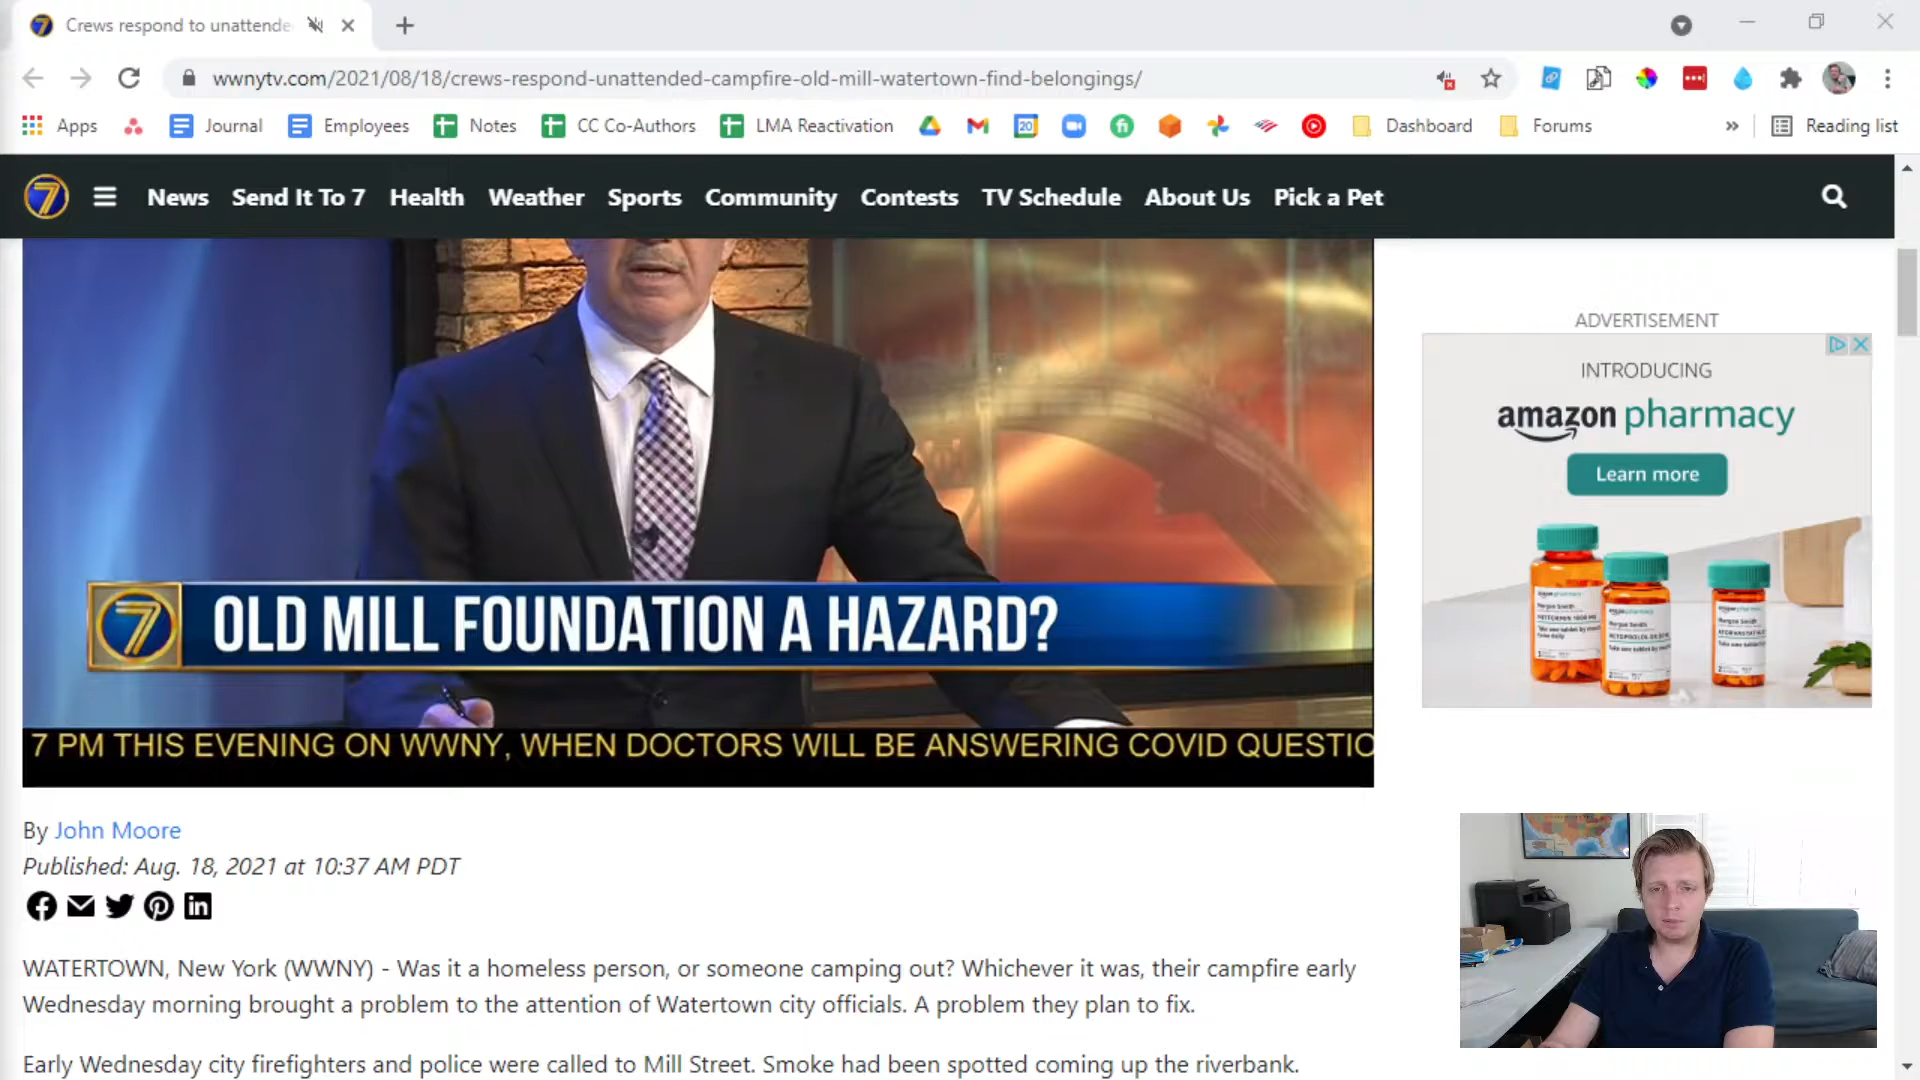 Crews respond to unattende
wwnytv.com/2021/08/18/crews-respond-unattended-campfire-old-mill-watertown-find-belongings/
Apps Journal Employees Notes CC Co-Authors LMA Reactivation 20 Dashboard Forums » Reading list
7 News Send It To 7 Health Weather Sports Community Contests TV Schedule About Us Pick a Pet
ADVERTISEMENT
INTRODUCING
amazon pharmacy
Learn more
7 OLD MILL FOUNDATION A HAZARD?
7 PM THIS EVENING ON WWNY, WHEN DOCTORS WILL BE ANSWERING COVID QUESTIO
By John Moore
Published: Aug. 18, 2021 at 10:37 AM PDT
WATERTOWN, New York (WWNY) - Was it a homeless person, or someone camping out? Whichever it was, their campfire early
Wednesday morning brought a problem to the attention of Watertown city officials. A problem they plan to fix.
Early Wednesday city firefighters and police were called to Mill Street. Smoke had been spotted coming up the riverbank.